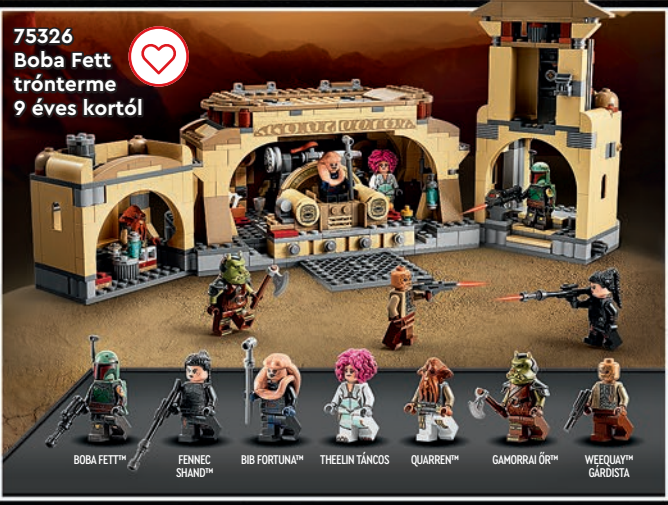 75326
Boba Fett
trónterme
9 éves kortól
BOBA FETT™
FENNEC
SHAND™
BIB FORTUNA™
THEELIN TÁNCOS
QUARREN™
GAMORRAI ŐR™
WEEQUAY™
GÁRDISTA